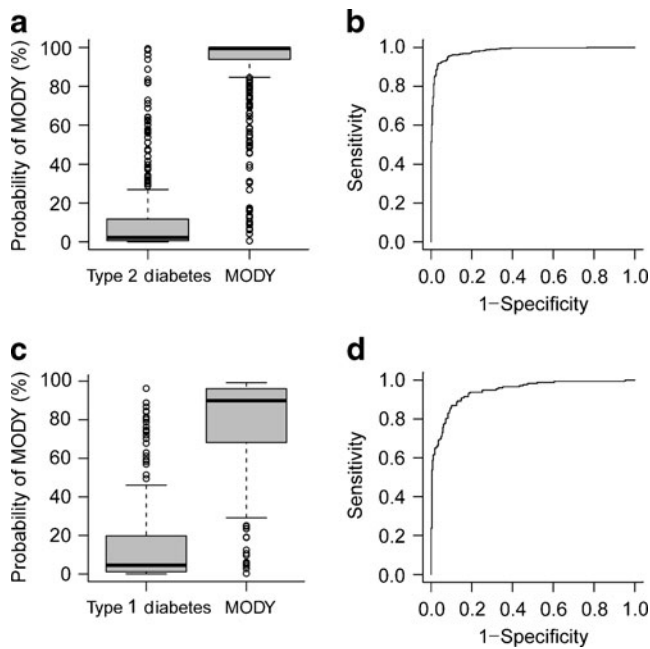 a
Probability of MODY (%)
100
80
60
40
20
0
Type 2 diabetes
MODY
b
Sensitivity
1.0
0.8
0.6
0.4
0.2
0.0
0.0 0.2 0.4 0.6 0.8 1.0
1–Specificity
c
Probability of MODY (%)
100
80
60
40
20
0
Type 1 diabetes
MODY
d
Sensitivity
1.0
0.8
0.6
0.4
0.2
0.0
0.0 0.2 0.4 0.6 0.8 1.0
1–Specificity